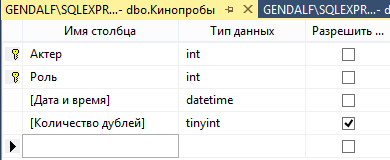 GENDALF\SQLEXPR...- dbo.Кинопробы GENDALF\SQLEXPR...– dbo
Имя столбца Тип данных Разрешить ...
Актер int
Роль int
[Дата и время] datetime
[Количество дублей] tinyint